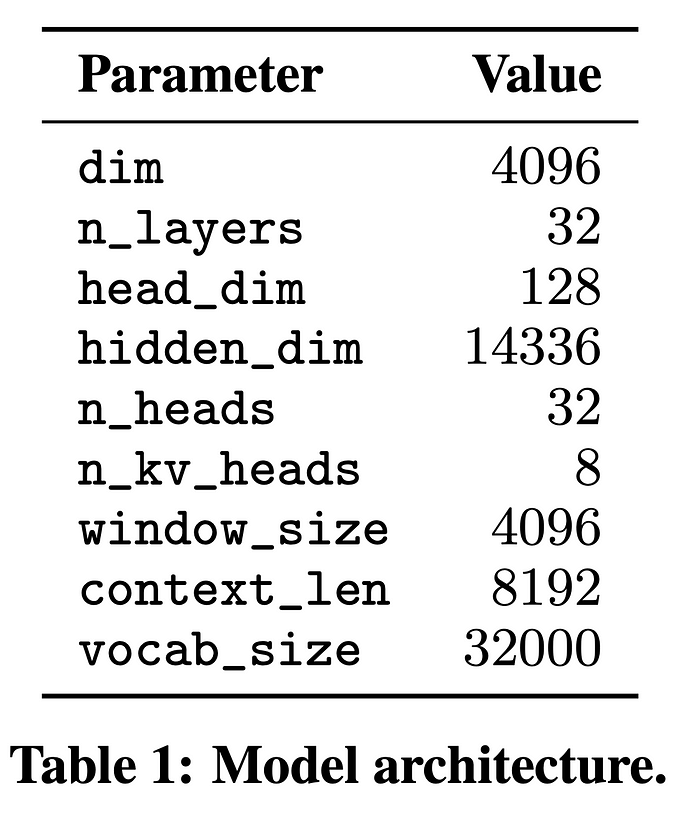 Parameter Value
dim 4096
n_layers 32
head_dim 128
hidden_dim 14336
n_heads 32
n_kv_heads 8
window_size 4096
context_len 8192
vocab_size 32000
Table 1: Model architecture.